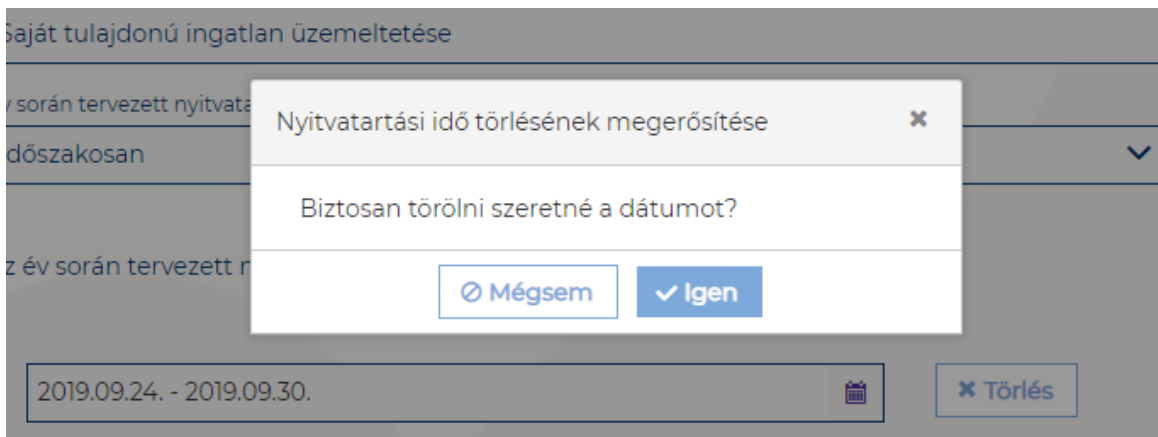 Saját tulajdonú ingatlan üzemeltetése
során tervezett nyitvata
Nyitvatartási idő törlésének megerősítése
dőszakosan
Biztosan törölni szeretné a dátumot?
z év során tervezett
Mégsem
Igen
2019.09.24. - 2019.09.30.
Törlés